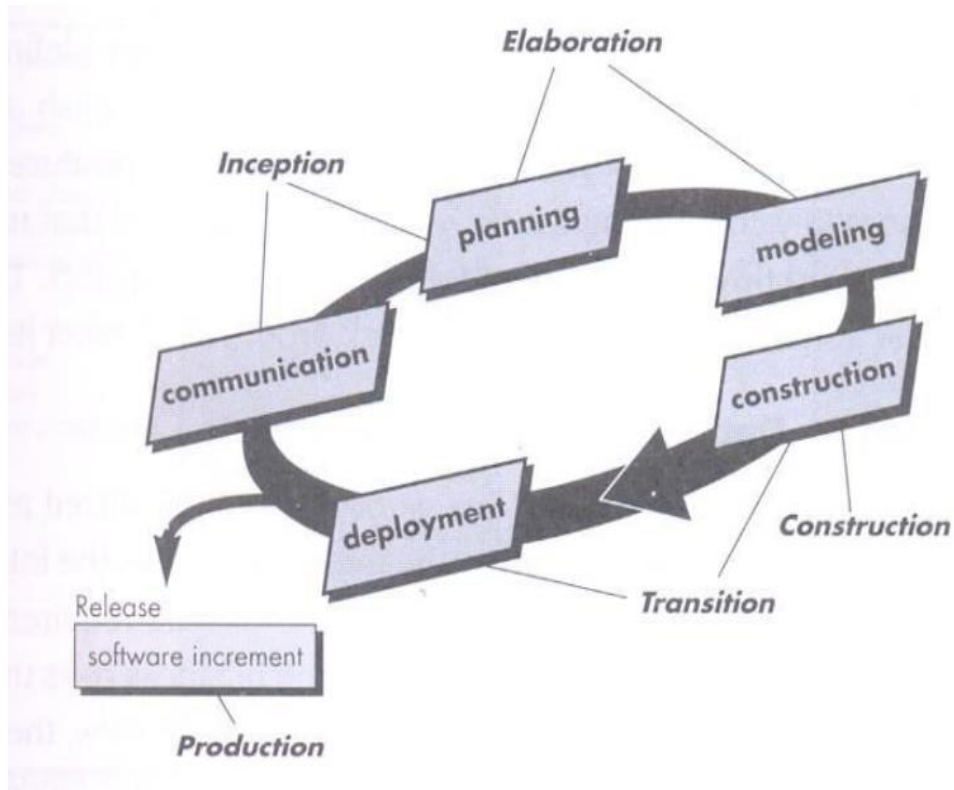 Elaboration
Inception
planning
modeling
communication
construction
deployment
Construction
Transition
Release
software increment
Production